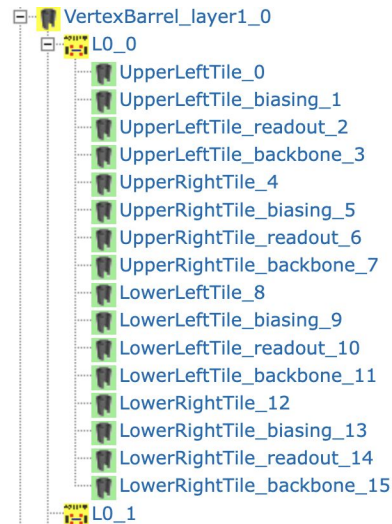 VertexBarrel_layer1_0
L0_0
UpperLeftTile_0
UpperLeftTile_biasing_1
UpperLeftTile_readout_2
UpperLeftTile_backbone_3
UpperRightTile_4
UpperRightTile_biasing_5
UpperRightTile_readout_6
UpperRightTile_backbone_7
LowerLeftTile_8
LowerLeftTile_biasing_9
LowerLeftTile_readout_10
LowerLeftTile_backbone_11
LowerRightTile_12
LowerRightTile_biasing_13
LowerRightTile_readout_14
LowerRightTile_backbone_15
L0_1